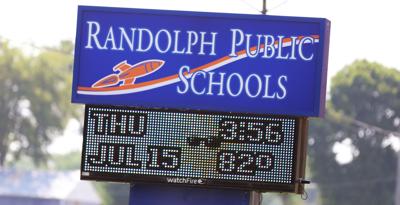 RANDOLPH PUBLIC
SCHOOLS
THU 3:56
JUL 15 82°
watchFire